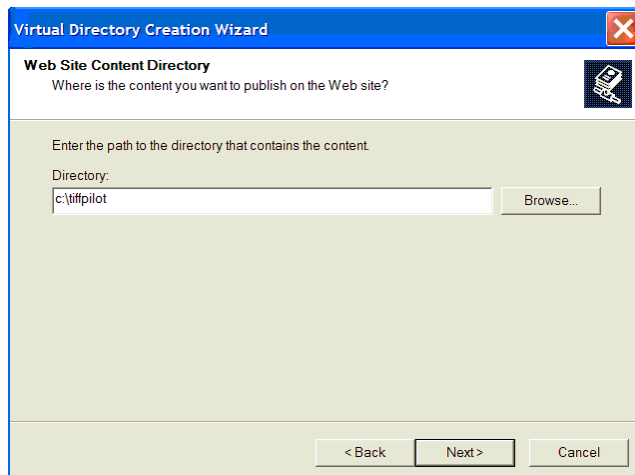 Virtual Directory Creation Wizard
Web Site Content Directory
Where is the content you want to publish on the Web site?
Enter the path to the directory that contains the content.
Directory:
c:\tiffpilot
Browse...
< Back
Next >
Cancel